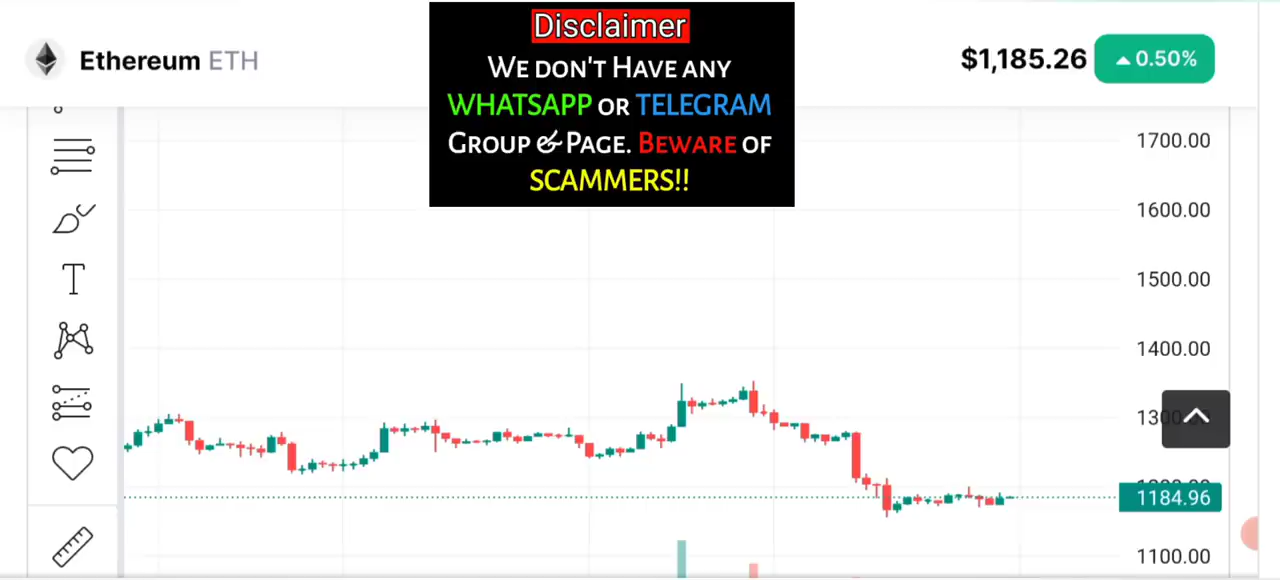 Disclaimer
WE DON'T HAVE ANY
WHATSAPP OR TELEGRAM
GROUP & PAGE. BEWARE OF
SCAMMERS!!
Ethereum ETH
$1,185.26
▲ 0.50%
T
1700.00
1600.00
1500.00
1400.00
1184.96
1100.00